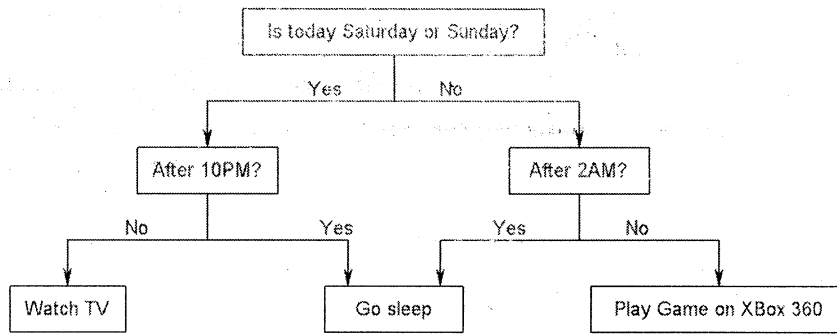 Is today Saturday or Sunday?
Yes No
After 10PM? After 2AM?
No Yes Yes No
Watch TV Go sleep Play Game on XBox 360